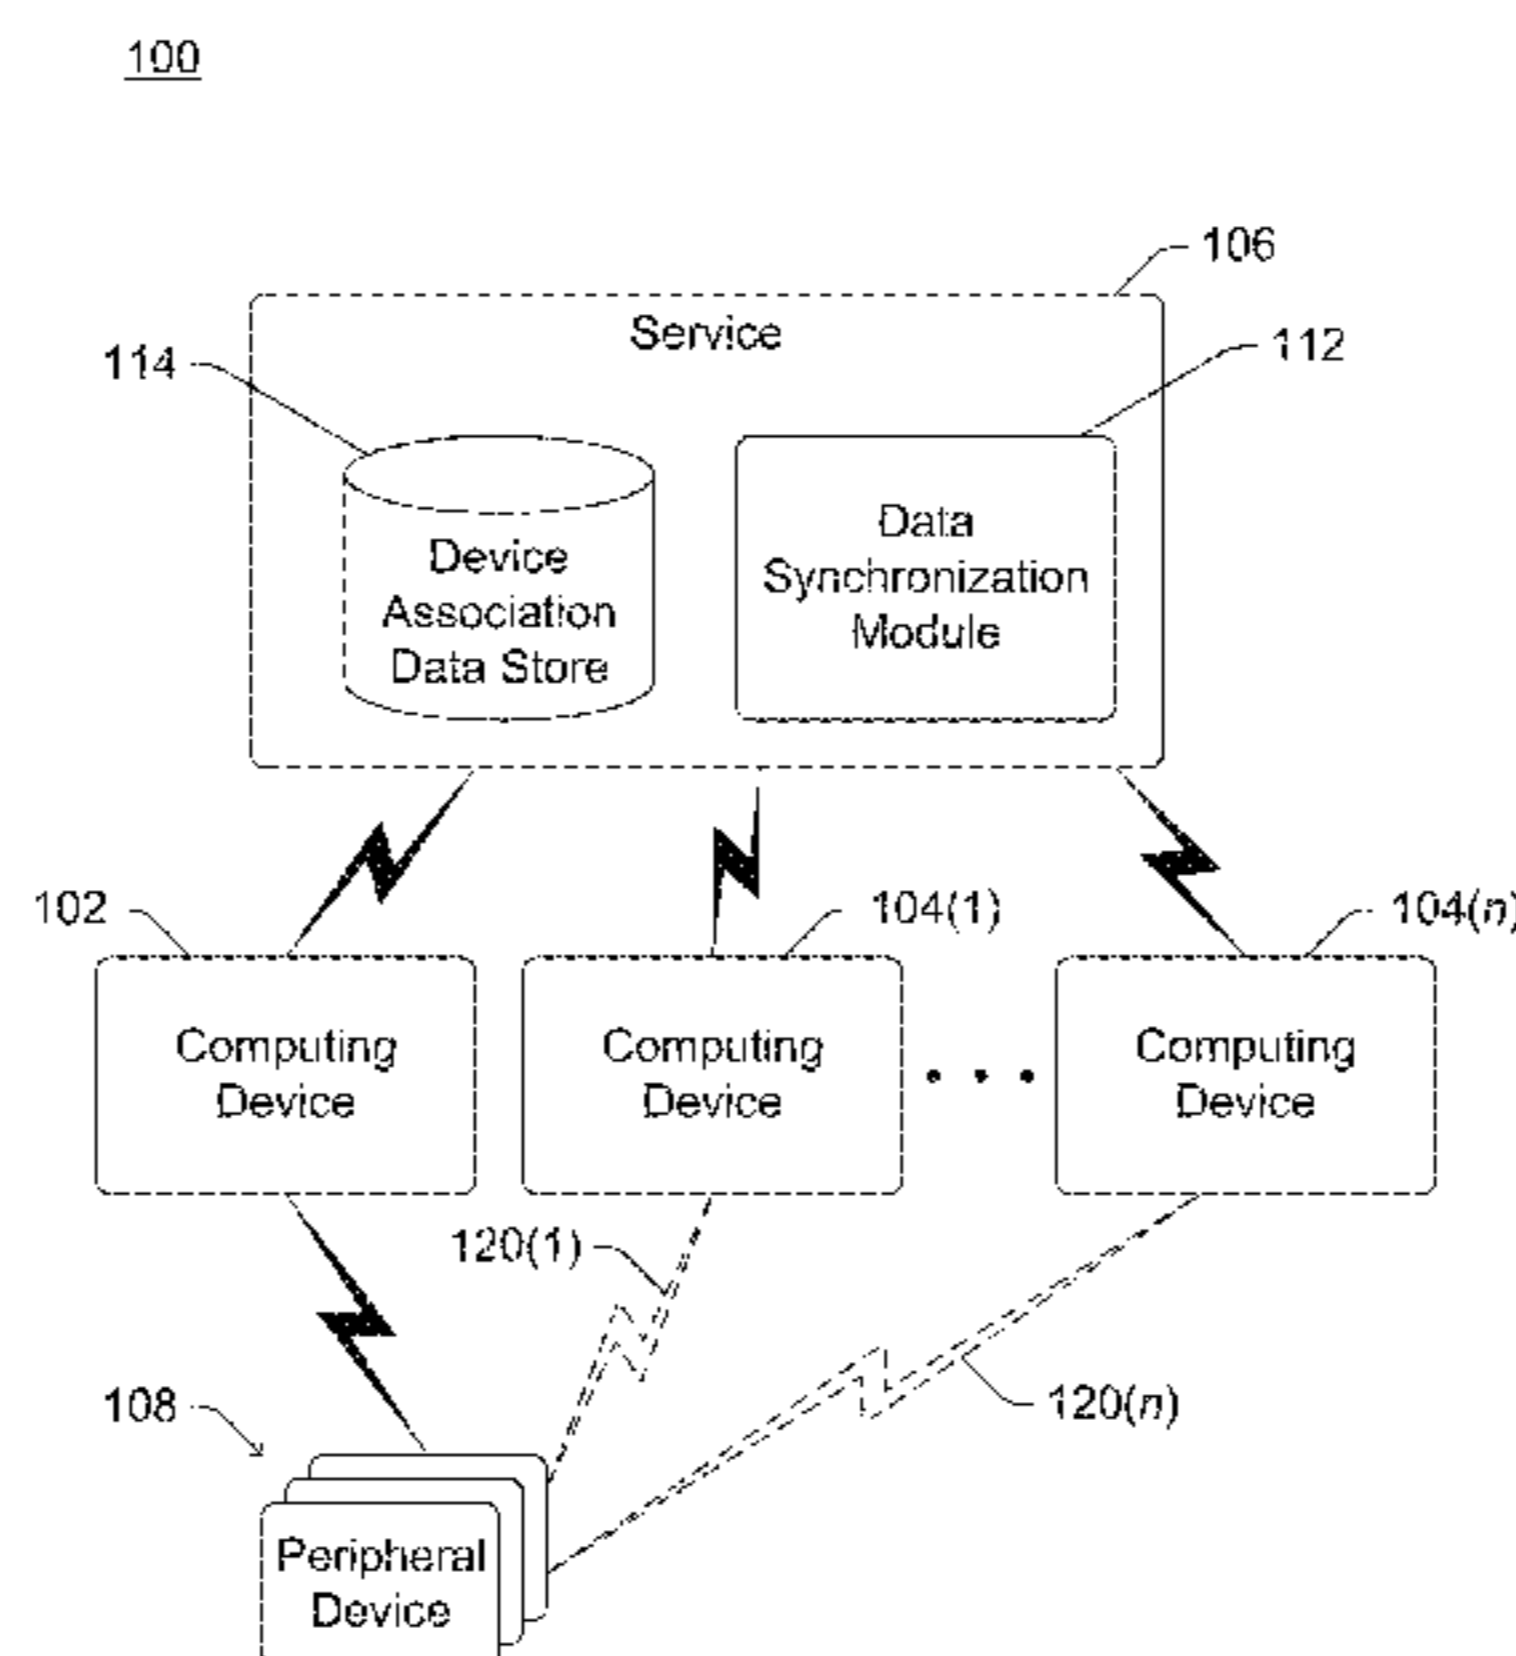 100
106
Service
114
112
Device
Association
Data Store
Data
Synchronization
Module
102
104(1)
104(n)
Computing
Device
Computing
Device
Computing
Device
120(1)
108
120(n)
Peripheral
Device